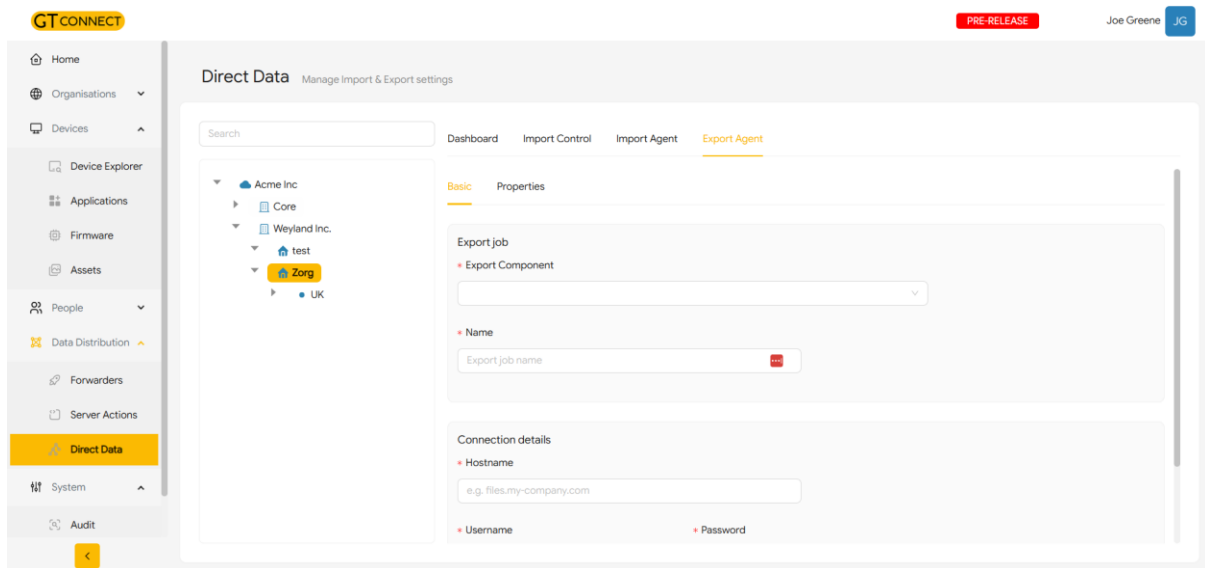 GT CONNECT
PRE-RELEASE
Joe Greene
JG
Home
Organisations
Devices
Device Explorer
Applications
Firmware
Assets
People
Data Distribution
Forwarders
Server Actions
Direct Data
System
Audit
Direct Data Manage Import & Export settings
Search
Acme Inc
Core
Weyland Inc.
test
Zorg
UK
Dashboard Import Control Import Agent Export Agent
Basic Properties
Export job
* Export Component
* Name
Export job name
Connection details
* Hostname
e.g. files.my-company.com
* Username * Password